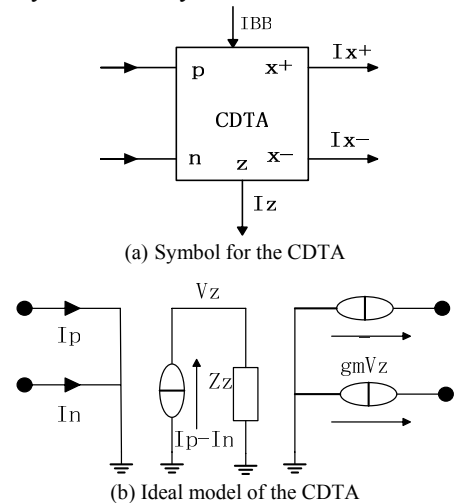 IBB
Ix+
p x+
CDTA
Ix-
n x-
z
Iz
(a) Symbol for the CDTA
Vz
Ip
Zz
gmVz
In
Ip-In
(b) Ideal model of the CDTA